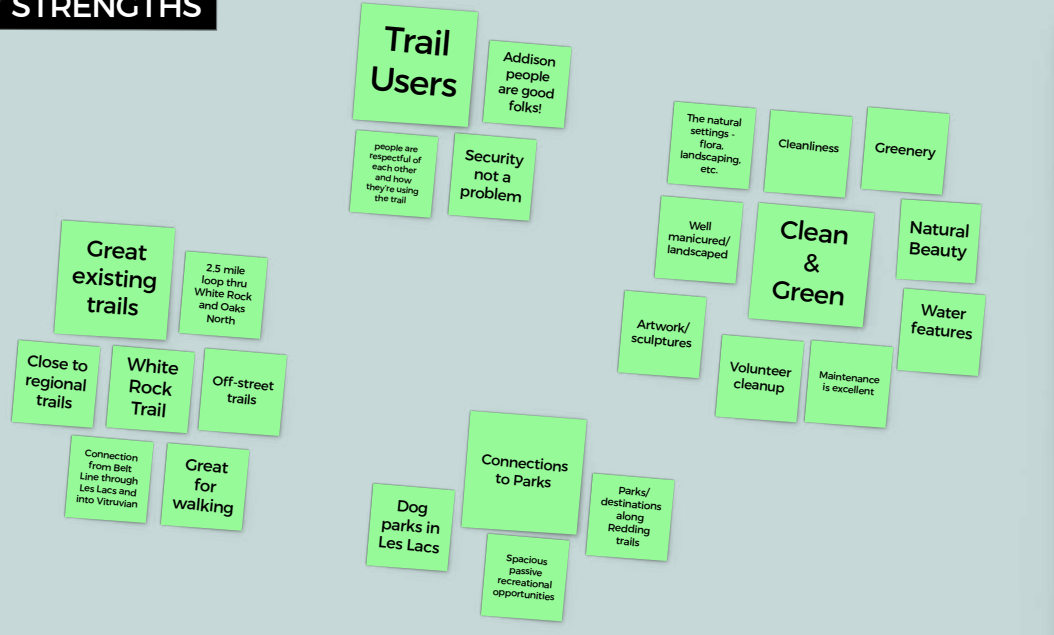 STRENGTHS
Trail
Users
Addison
people
are good
folks!
people are
respectful of
each other
and how
they're using
the trail
Security
not a
problem
The natural
settings -
flora,
landscaping,
etc.
Cleanliness
Greenery
Well
manicured/
landscaped
Clean
&
Green
Natural
Beauty
Artwork/
sculptures
Water
features
Volunteer
cleanup
Maintenance
is excellent
Great
existing
trails
2.5 mile
loop thru
White Rock
and Oaks
North
Close to
regional
trails
White
Rock
Trail
Off-street
trails
Connection
from Belt
Line through
Les Lacs and
into Vitruvian
Great
for
walking
Connections
to Parks
Dog
parks in
Les Lacs
Parks/
destinations
along
Redding
trails
Spacious
passive
recreational
opportunities